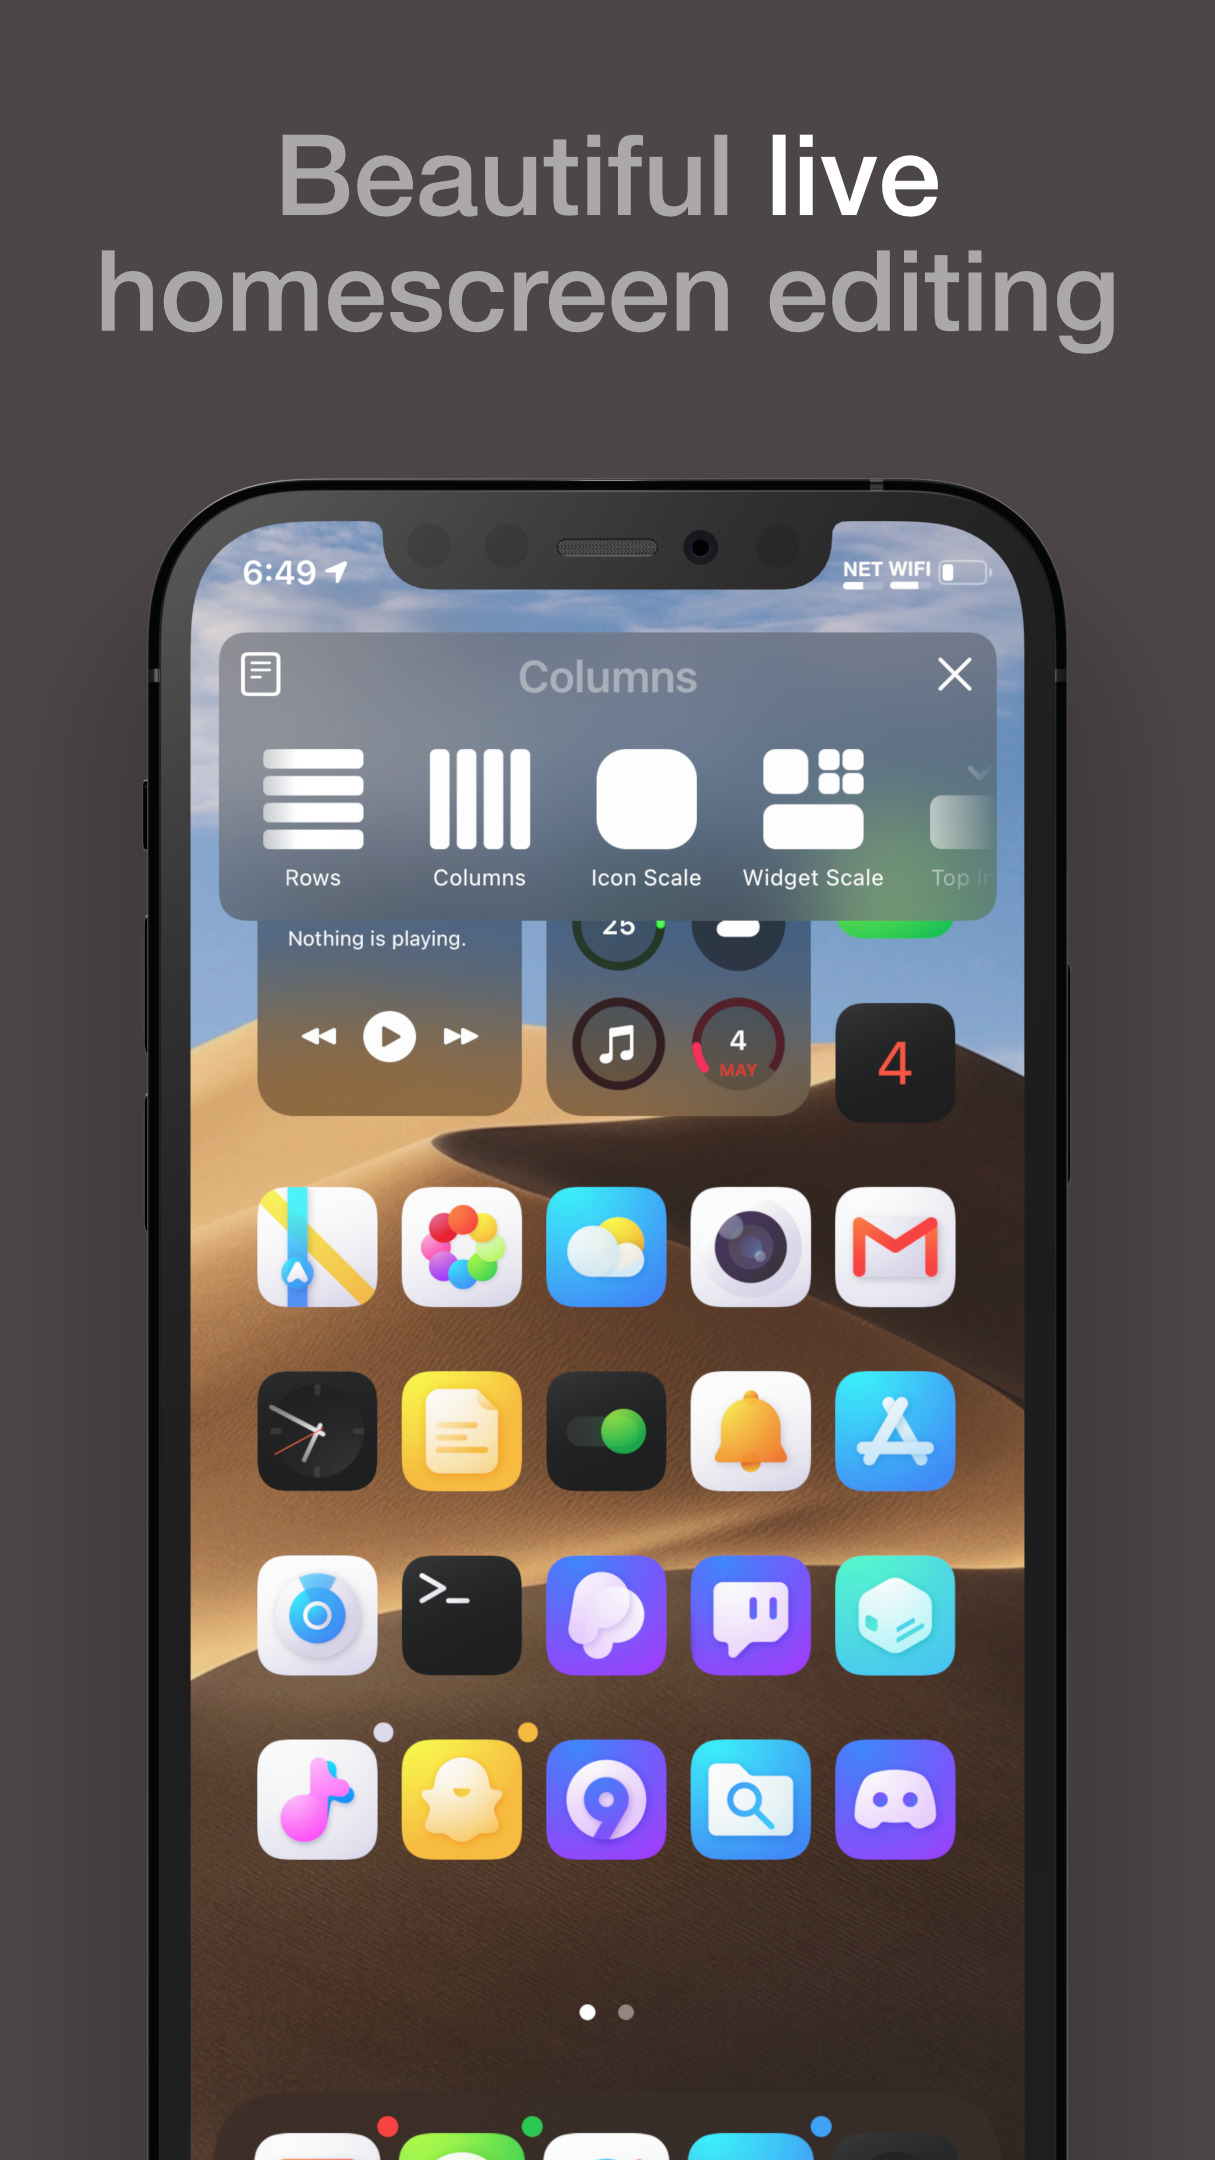 Beautiful live
homescreen editing
6:49
NET WIFI
Columns
Rows
Columns
Icon Scale
Widget Scale
Top
Nothing is playing.
25
4
MAY
4